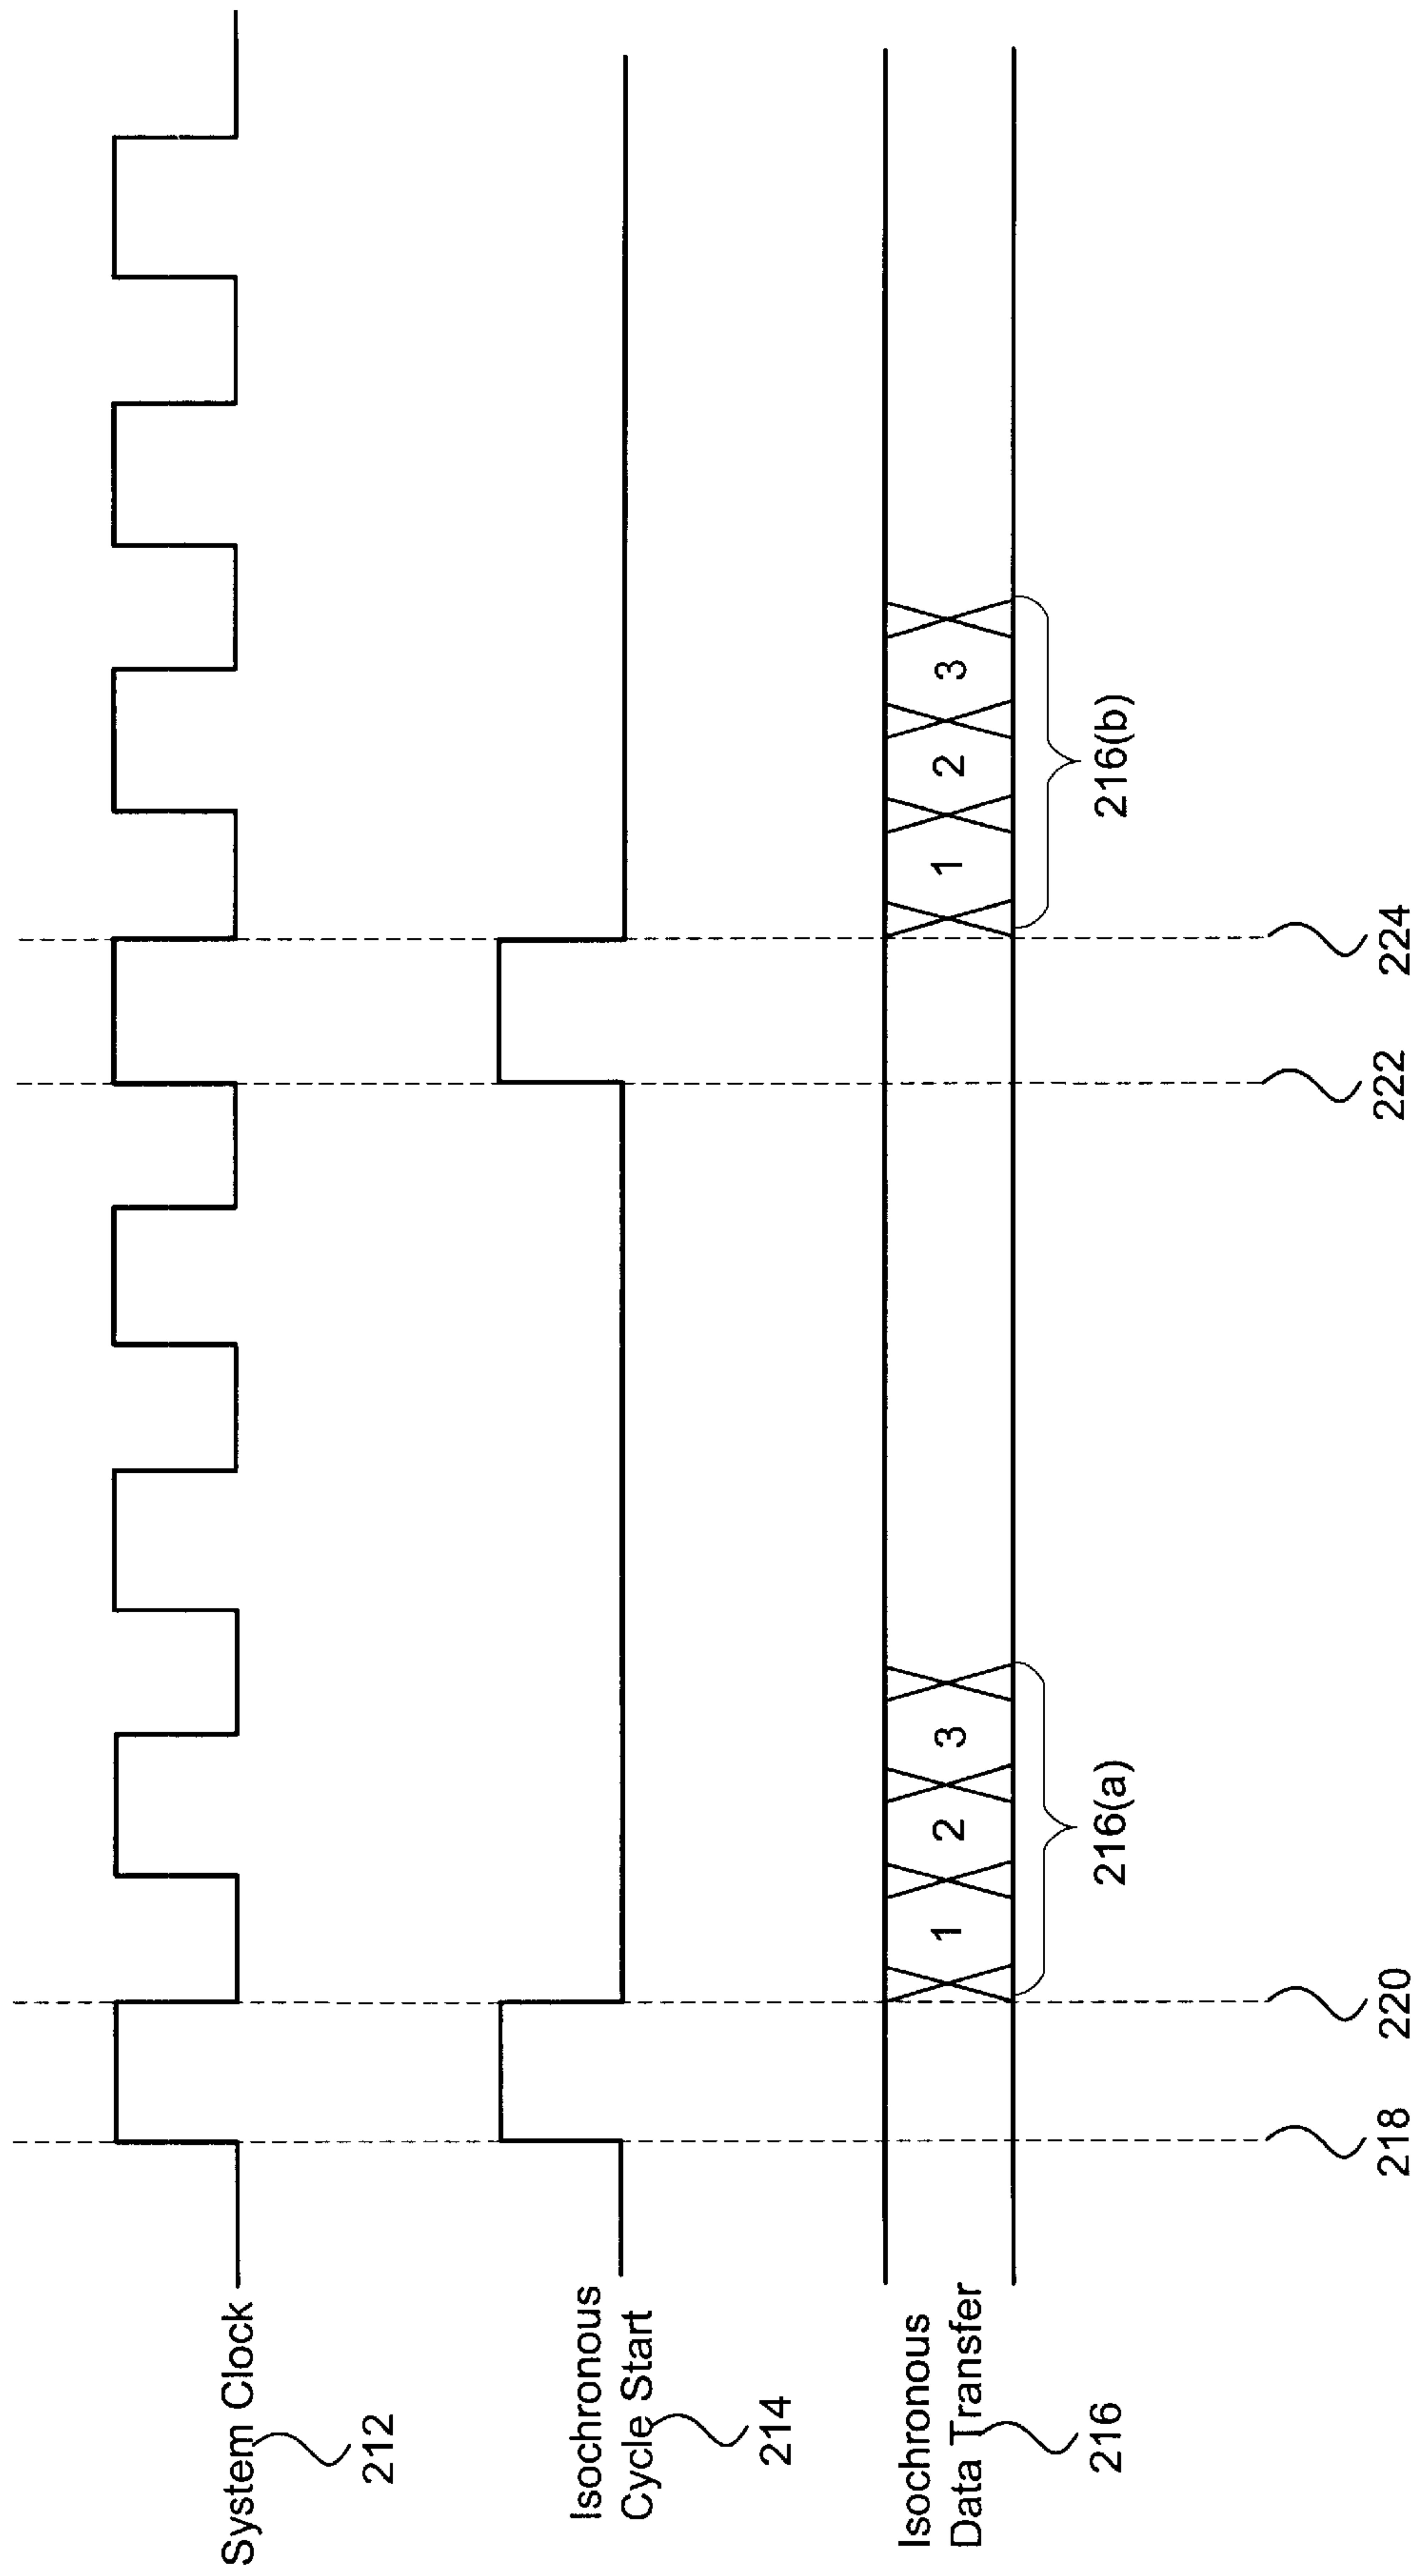 System Clock
212
Isochronous
Cycle Start
214
Isochronous
Data Transfer
216
1
2
3
1
2
3
216(a)
216(b)
218
220
222
224